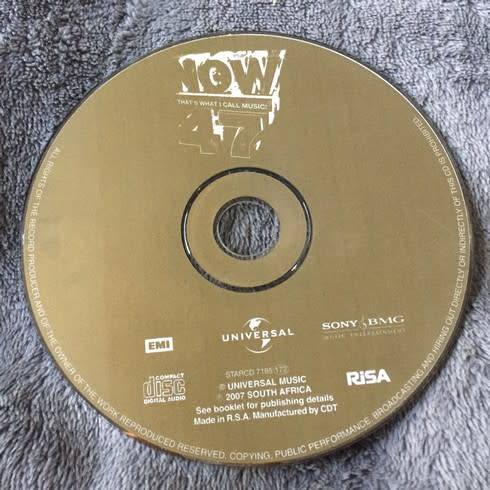 NOW
THAT'S WHAT I CALL MUSIC!
47
EMI
UNIVERSAL
SONY BMG
MUSIC ENTERTAINMENT
COMPACT
disc
DIGITAL AUDIO
STARCD 7185
℗ UNIVERSAL MUSIC
© 2007 SOUTH AFRICA
See booklet for publishing details
Made in R.S.A. Manufactured by CDT
RiSA
ALL RIGHTS OF THE RECORD PRODUCER AND OF THE OWNER OF THE WORK REPRODUCED RESERVED. COPYING, PUBLIC PERFORMANCE, BROADCASTING AND HIRING OUT DIRECTLY OR INDIRECTLY OF THIS CD IS PROHIBITED.